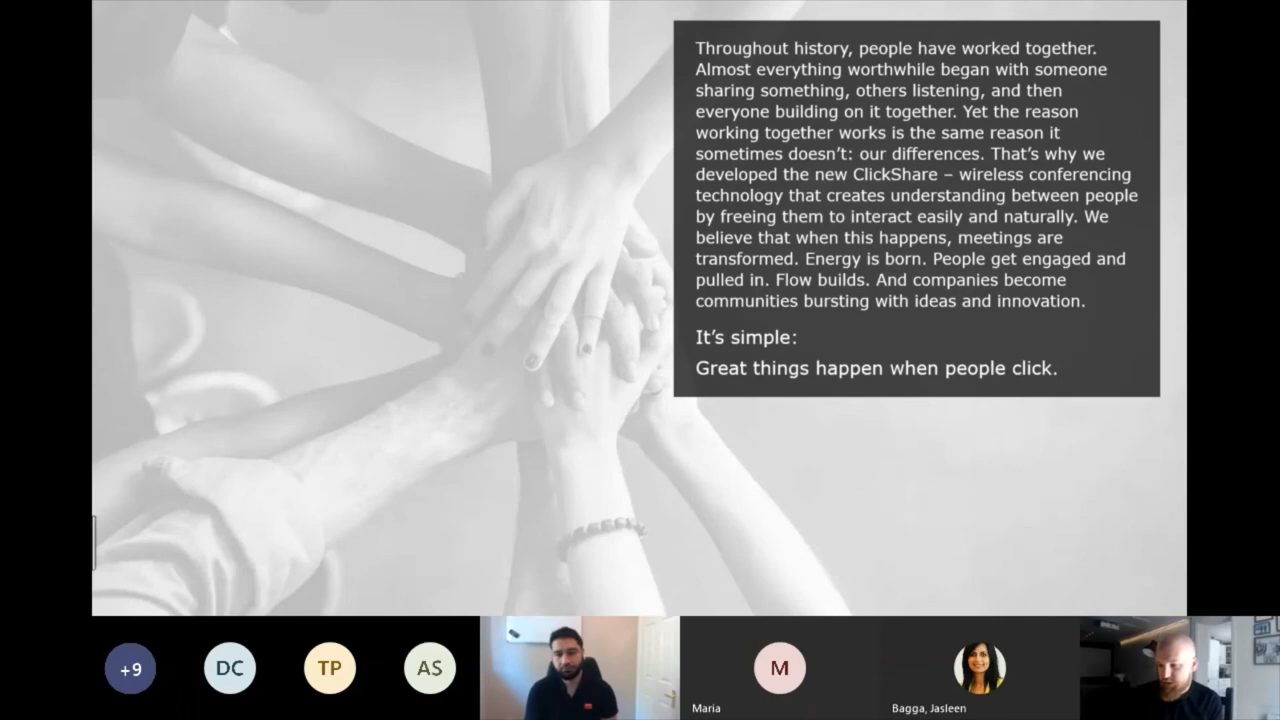 Throughout history, people have worked together.
Almost everything worthwhile began with someone
sharing something, others listening, and then
everyone building on it together. Yet the reason
working together works is the same reason it
sometimes doesn’t: our differences. That’s why we
developed the new ClickShare – wireless conferencing
technology that creates understanding between people
by freeing them to interact easily and naturally. We
believe that when this happens, meetings are
transformed. Energy is born. People get engaged and
pulled in. Flow builds. And companies become
communities bursting with ideas and innovation.
It’s simple:
Great things happen when people click.
+9
DC
TP
AS
M
Maria
Bagga, Jasleen